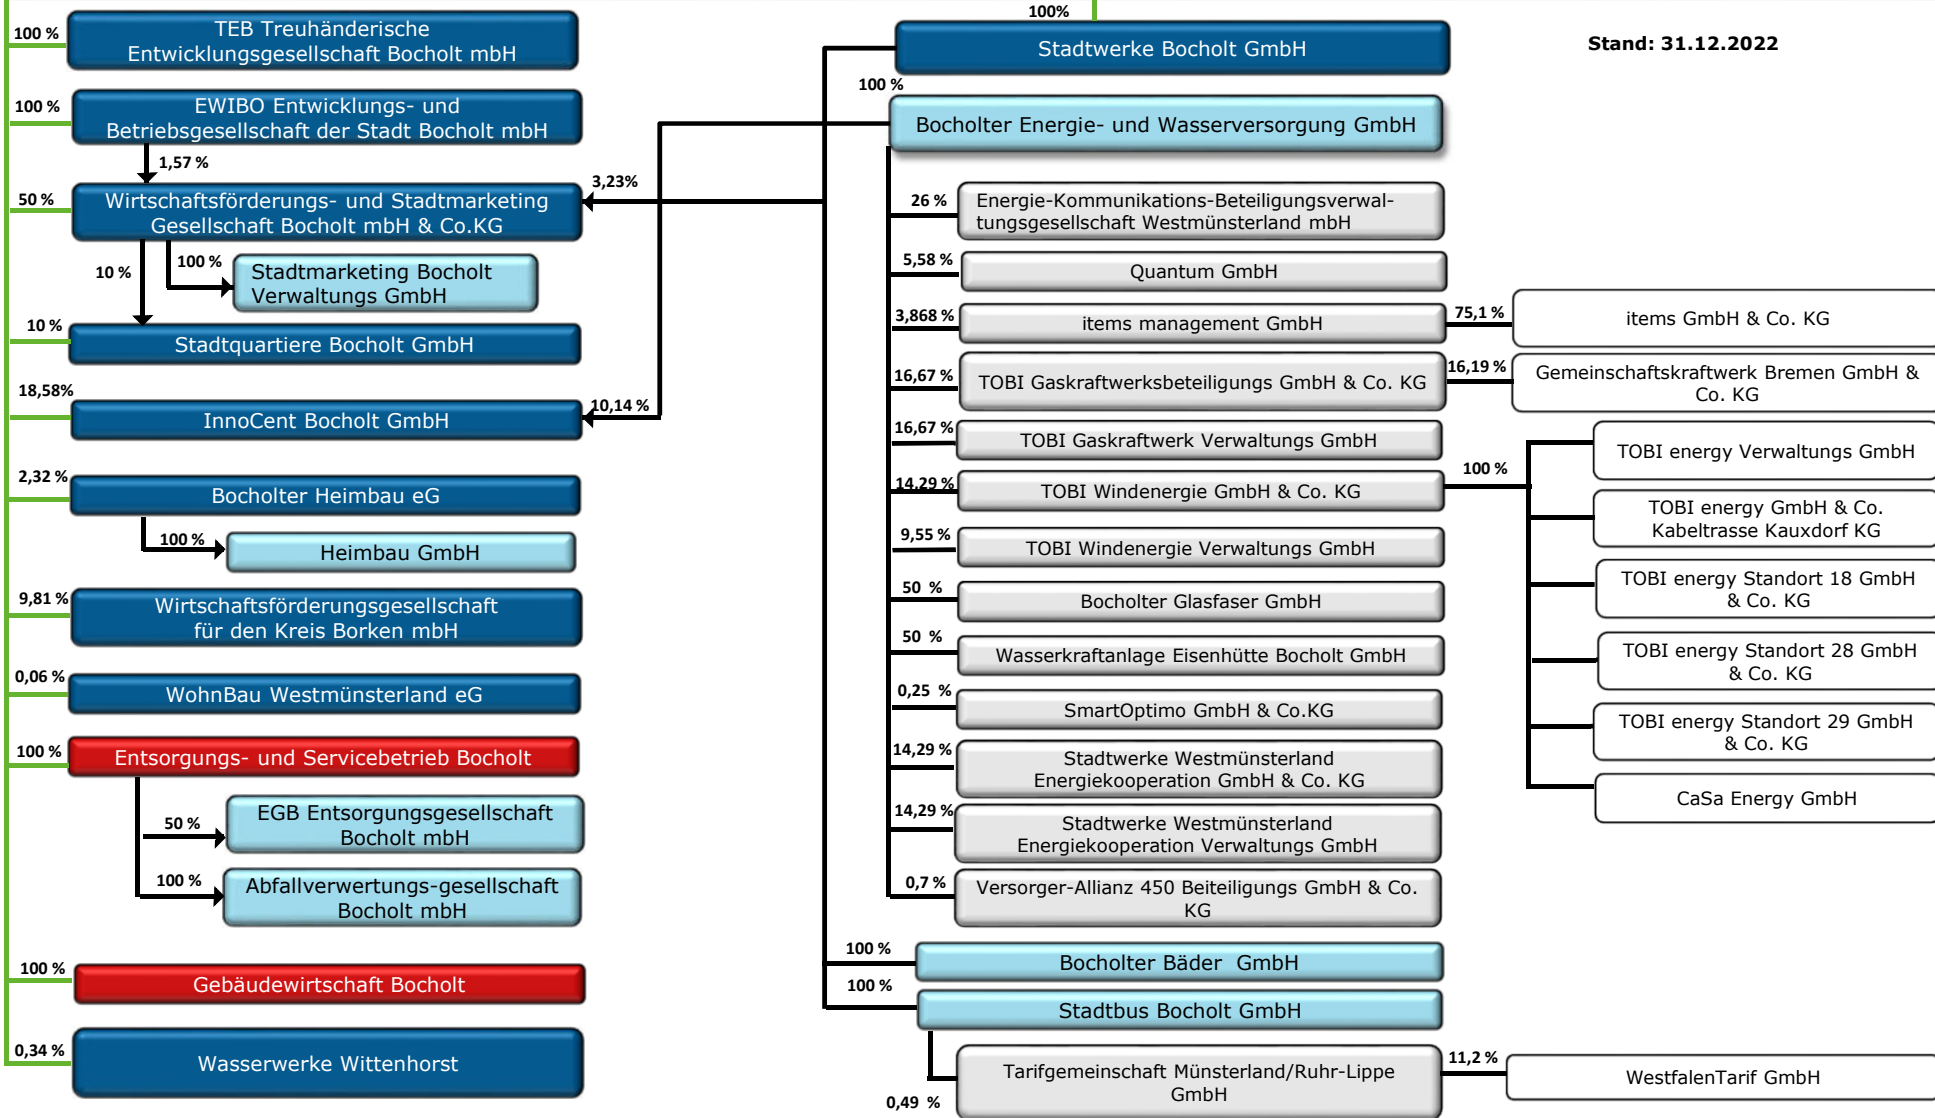 100 %
TEB Treuhänderische
Entwicklungsgesellschaft Bocholt mbH
100 %
EWIBO Entwicklungs- und
Betriebsgesellschaft der Stadt Bocholt mbH
1,57 %
50 %
Wirtschaftsförderungs- und Stadtmarketing
Gesellschaft Bocholt mbH & Co.KG
3,23%
10 %
100 %
Stadtmarketing Bocholt
Verwaltungs GmbH
10 %
Stadtquartiere Bocholt GmbH
18,58%
InnoCent Bocholt GmbH
10,14 %
2,32 %
Bocholter Heimbau eG
100 %
Heimbau GmbH
9,81 %
Wirtschaftsförderungsgesellschaft
für den Kreis Borken mbH
0,06 %
WohnBau Westmünsterland eG
100 %
Entsorgungs- und Servicebetrieb Bocholt
50 %
EGB Entsorgungsgesellschaft
Bocholt mbH
100 %
Abfallverwertungs-gesellschaft
Bocholt mbH
100 %
Gebäudewirtschaft Bocholt
0,34 %
Wasserwerke Wittenhorst
100%
Stadtwerke Bocholt GmbH
Stand: 31.12.2022
100 %
Bocholter Energie- und Wasserversorgung GmbH
26 %
Energie-Kommunikations-Beteiligungsverwal-
tungsgesellschaft Westmünsterland mbH
5,58 %
Quantum GmbH
3,868 %
items management GmbH
75,1 %
items GmbH & Co. KG
16,67 %
TOBI Gaskraftwerksbeteiligungs GmbH & Co. KG
16,19 %
Gemeinschaftskraftwerk Bremen GmbH &
Co. KG
16,67 %
TOBI Gaskraftwerk Verwaltungs GmbH
14,29 %
TOBI Windenergie GmbH & Co. KG
100 %
TOBI energy Verwaltungs GmbH
TOBI energy GmbH & Co.
Kabeltrasse Kauxdorf KG
TOBI energy Standort 18 GmbH
& Co. KG
TOBI energy Standort 28 GmbH
& Co. KG
TOBI energy Standort 29 GmbH
& Co. KG
CaSa Energy GmbH
9,55 %
TOBI Windenergie Verwaltungs GmbH
50 %
Bocholter Glasfaser GmbH
50 %
Wasserkraftanlage Eisenhütte Bocholt GmbH
0,25 %
SmartOptimo GmbH & Co.KG
14,29 %
Stadtwerke Westmünsterland
Energiekooperation GmbH & Co. KG
14,29 %
Stadtwerke Westmünsterland
Energiekooperation Verwaltungs GmbH
0,7 %
Versorger-Allianz 450 Beiteiligungs GmbH & Co.
KG
100 %
Bocholter Bäder GmbH
100 %
Stadtbus Bocholt GmbH
0,49 %
Tarifgemeinschaft Münsterland/Ruhr-Lippe
GmbH
11,2 %
WestfalenTarif GmbH